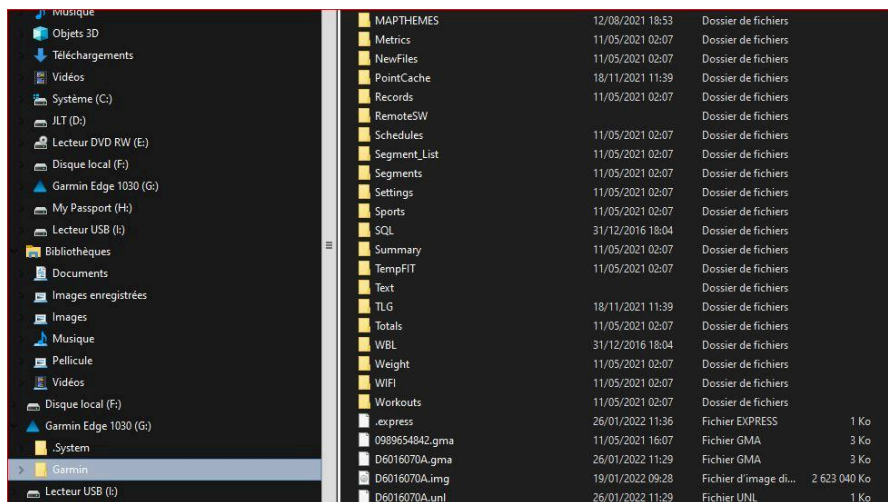 Musique
Objets 3D
Téléchargements
Vidéos
Système (C:)
JLT (D:)
Lecteur DVD RW (E:)
Disque local (F:)
Garmin Edge 1030 (G:)
My Passport (H:)
Lecteur USB (I:)
Bibliothèques
Documents
Images enregistrées
Images
Musique
Pellicule
Vidéos
Disque local (F:)
Garmin Edge 1030 (G:)
.System
Garmin
Lecteur USB (I:)
MAPTHEMES 12/08/2021 18:53 Dossier de fichiers
Metrics 11/05/2021 02:07 Dossier de fichiers
NewFiles 11/05/2021 02:07 Dossier de fichiers
PointCache 18/11/2021 11:39 Dossier de fichiers
Records 11/05/2021 02:07 Dossier de fichiers
RemoteSW Dossier de fichiers
Schedules 11/05/2021 02:07 Dossier de fichiers
Segment_List 11/05/2021 02:07 Dossier de fichiers
Segments 11/05/2021 02:07 Dossier de fichiers
Settings 11/05/2021 02:07 Dossier de fichiers
Sports 11/05/2021 02:07 Dossier de fichiers
SQL 31/12/2016 18:04 Dossier de fichiers
Summary 11/05/2021 02:07 Dossier de fichiers
TempFIT 11/05/2021 02:07 Dossier de fichiers
Text Dossier de fichiers
TLG 18/11/2021 11:39 Dossier de fichiers
Totals 11/05/2021 02:07 Dossier de fichiers
WBL 31/12/2016 18:04 Dossier de fichiers
Weight 11/05/2021 02:07 Dossier de fichiers
WIFI 11/05/2021 02:07 Dossier de fichiers
Workouts 11/05/2021 02:07 Dossier de fichiers
.express 26/01/2022 11:36 Fichier EXPRESS 1 Ko
0989654842.gma 11/05/2021 16:07 Fichier GMA 3 Ko
D6016070A.gma 26/01/2022 11:29 Fichier GMA 3 Ko
D6016070A.img 19/01/2022 09:28 Fichier d'image di... 2 623 040 Ko
D6016070A.unl 26/01/2022 11:29 Fichier UNL 1 Ko